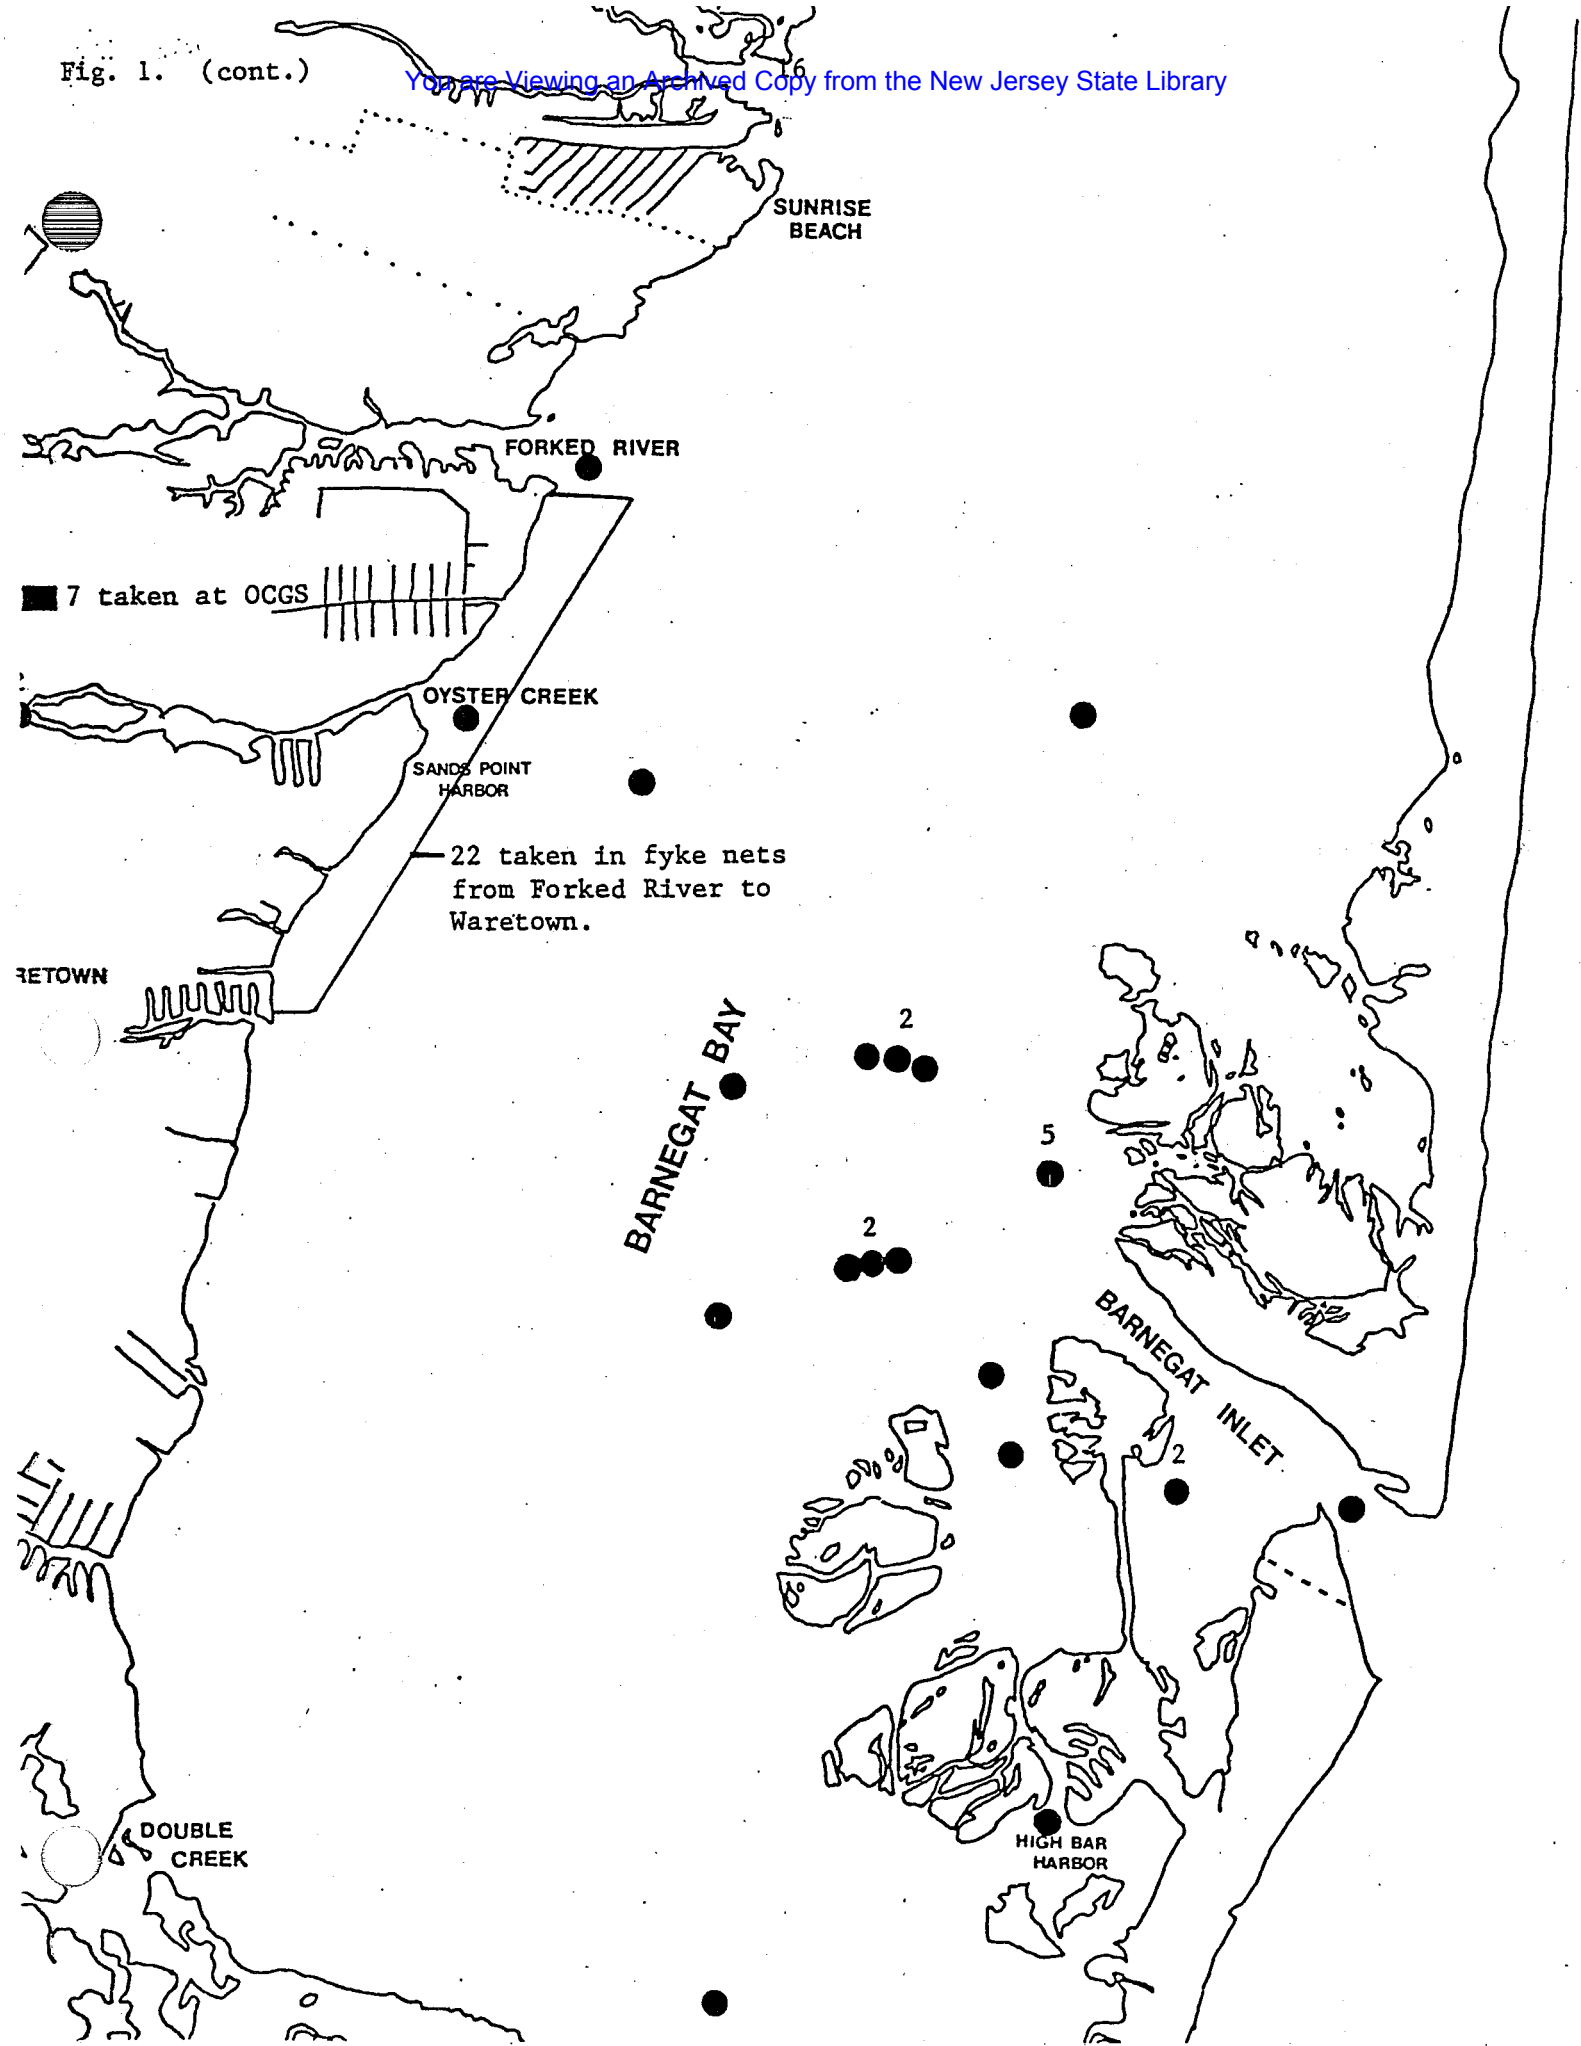 Fig. 1. (cont.)
16
You are Viewing an Archived Copy from the New Jersey State Library
SUNRISE
BEACH
FORKED RIVER
7 taken at OCGS
OYSTER CREEK
SANDS POINT
HARBOR
22 taken in fyke nets
from Forked River to
Waretown.
RETOWN
BARNEGAT BAY
2
5
2
BARNEGAT INLET
2
DOUBLE
CREEK
HIGH BAR
HARBOR